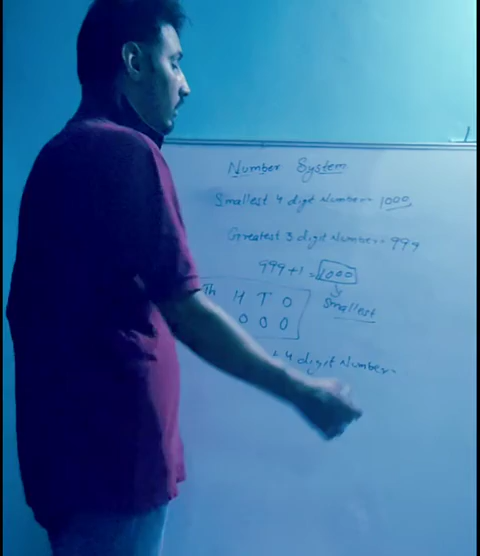 Number System
Smallest 4 digit Number= 1000
Greatest 3 digit Number= 999
999+1=1000
Smallest
Th H T O
0 0 0
t 4 digit Number=